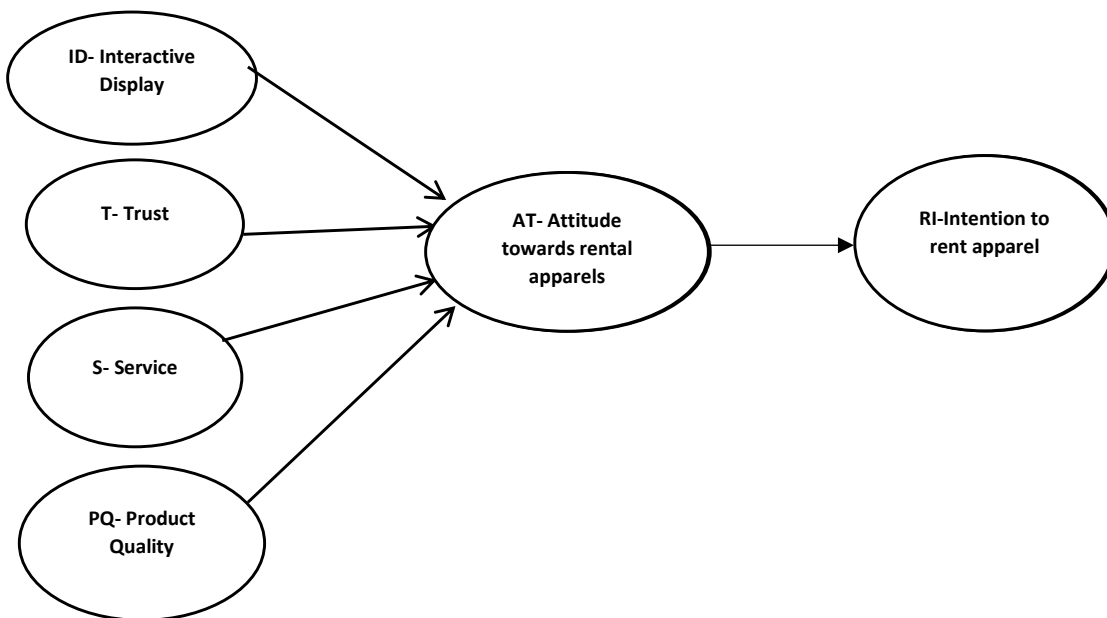 ID- Interactive
Display
T- Trust
S- Service
PQ- Product
Quality
AT- Attitude
towards rental
apparels
RI-Intention to
rent apparel